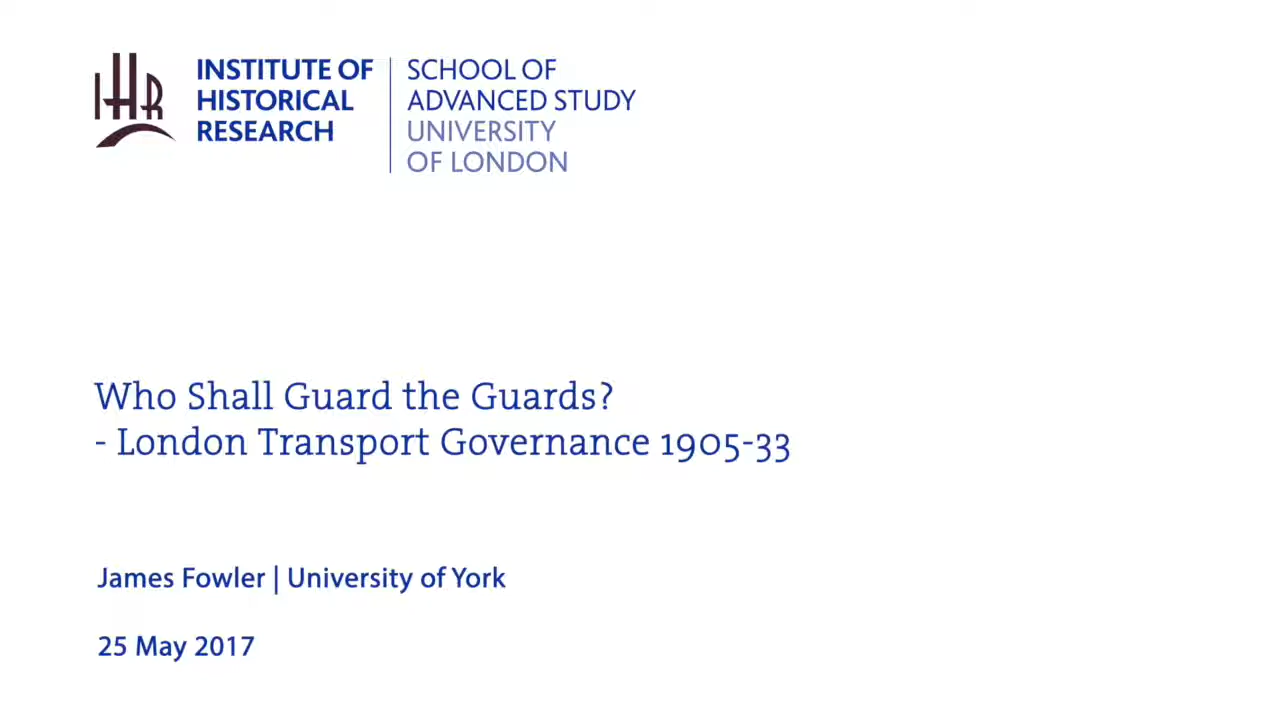 IHR
INSTITUTE OF
HISTORICAL
RESEARCH
SCHOOL OF
ADVANCED STUDY
UNIVERSITY
OF LONDON
Who Shall Guard the Guards?
- London Transport Governance 1905-33
James Fowler | University of York
25 May 2017